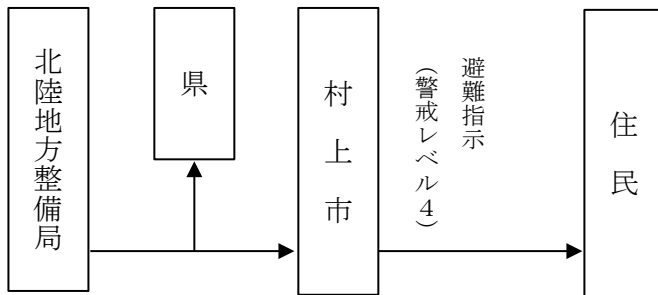 北陸地方整備局
県
村上市
避難指示
（警戒レベル４）
住民